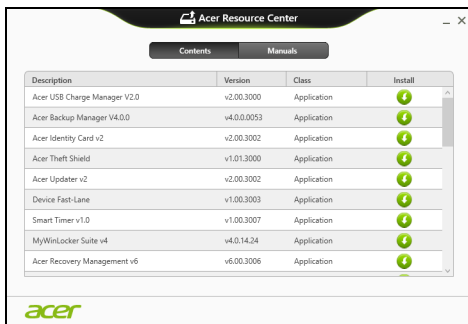 Acer Resource Center
Contents Manuals
Description Version Class Install
Acer USB Charge Manager V2.0 v2.00.3000 Application
Acer Backup Manager V4.0.0 v4.0.0.0053 Application
Acer Identity Card v2 v2.00.3002 Application
Acer Theft Shield v1.01.3000 Application
Acer Updater v2 v2.00.3002 Application
Device Fast-Lane v1.00.3003 Application
Smart Timer v1.0 v1.00.3007 Application
MyWinLocker Suite v4 v4.0.14.24 Application
Acer Recovery Management v6 v6.00.3006 Application
acer